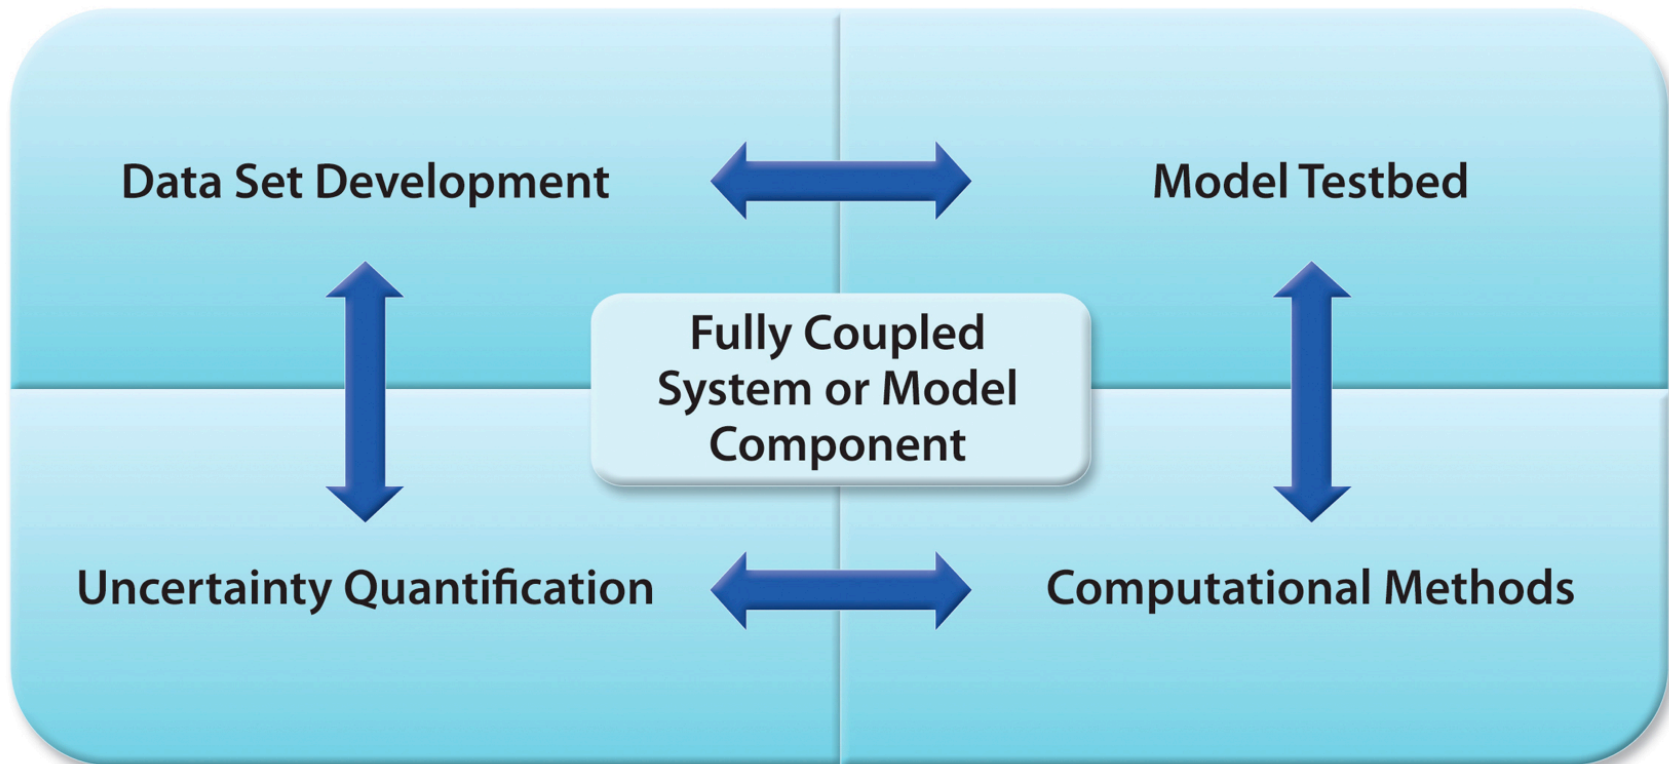 Data Set Development
Model Testbed
Fully Coupled
System or Model
Component
Uncertainty Quantification
Computational Methods